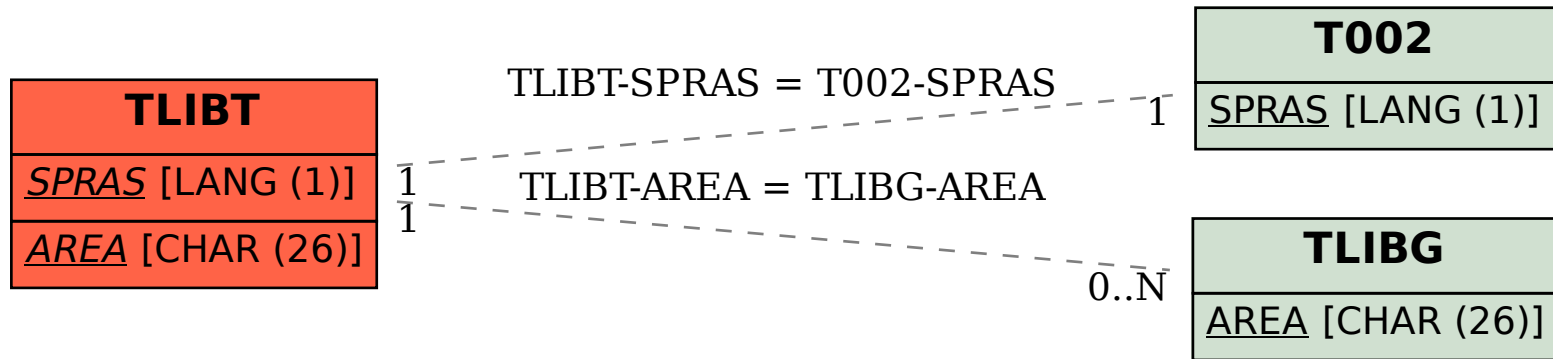 TLIBT
SPRAS [LANG (1)]
AREA [CHAR (26)]
TLIBT-SPRAS = T002-SPRAS
1
1
TLIBT-AREA = TLIBG-AREA
1
0..N
T002
SPRAS [LANG (1)]
TLIBG
AREA [CHAR (26)]